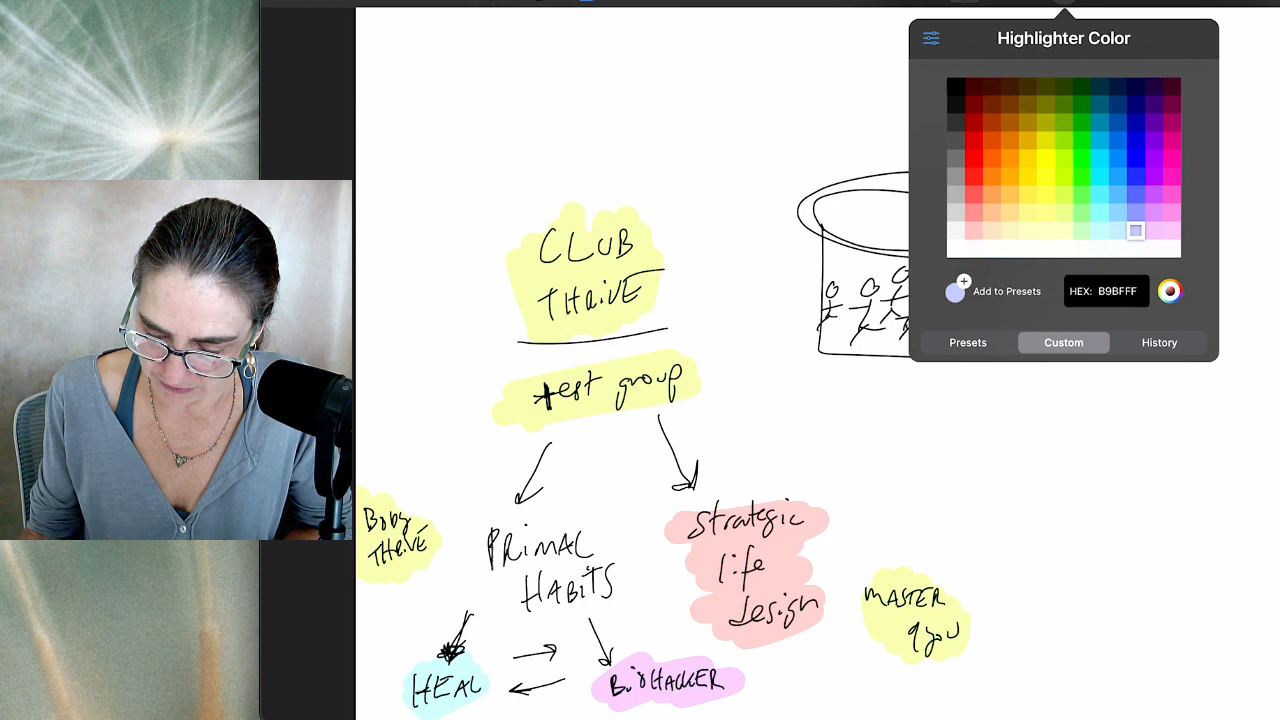 Highlighter Color
Add to Presets
HEX: B9BFFF
Presets
Custom
History
CLUB
THRiVE
test group
Body
THRiVE
PRiMAL
HABiTS
strategic
life
design
MASTER
qyou
HEAL
BiOHACKER